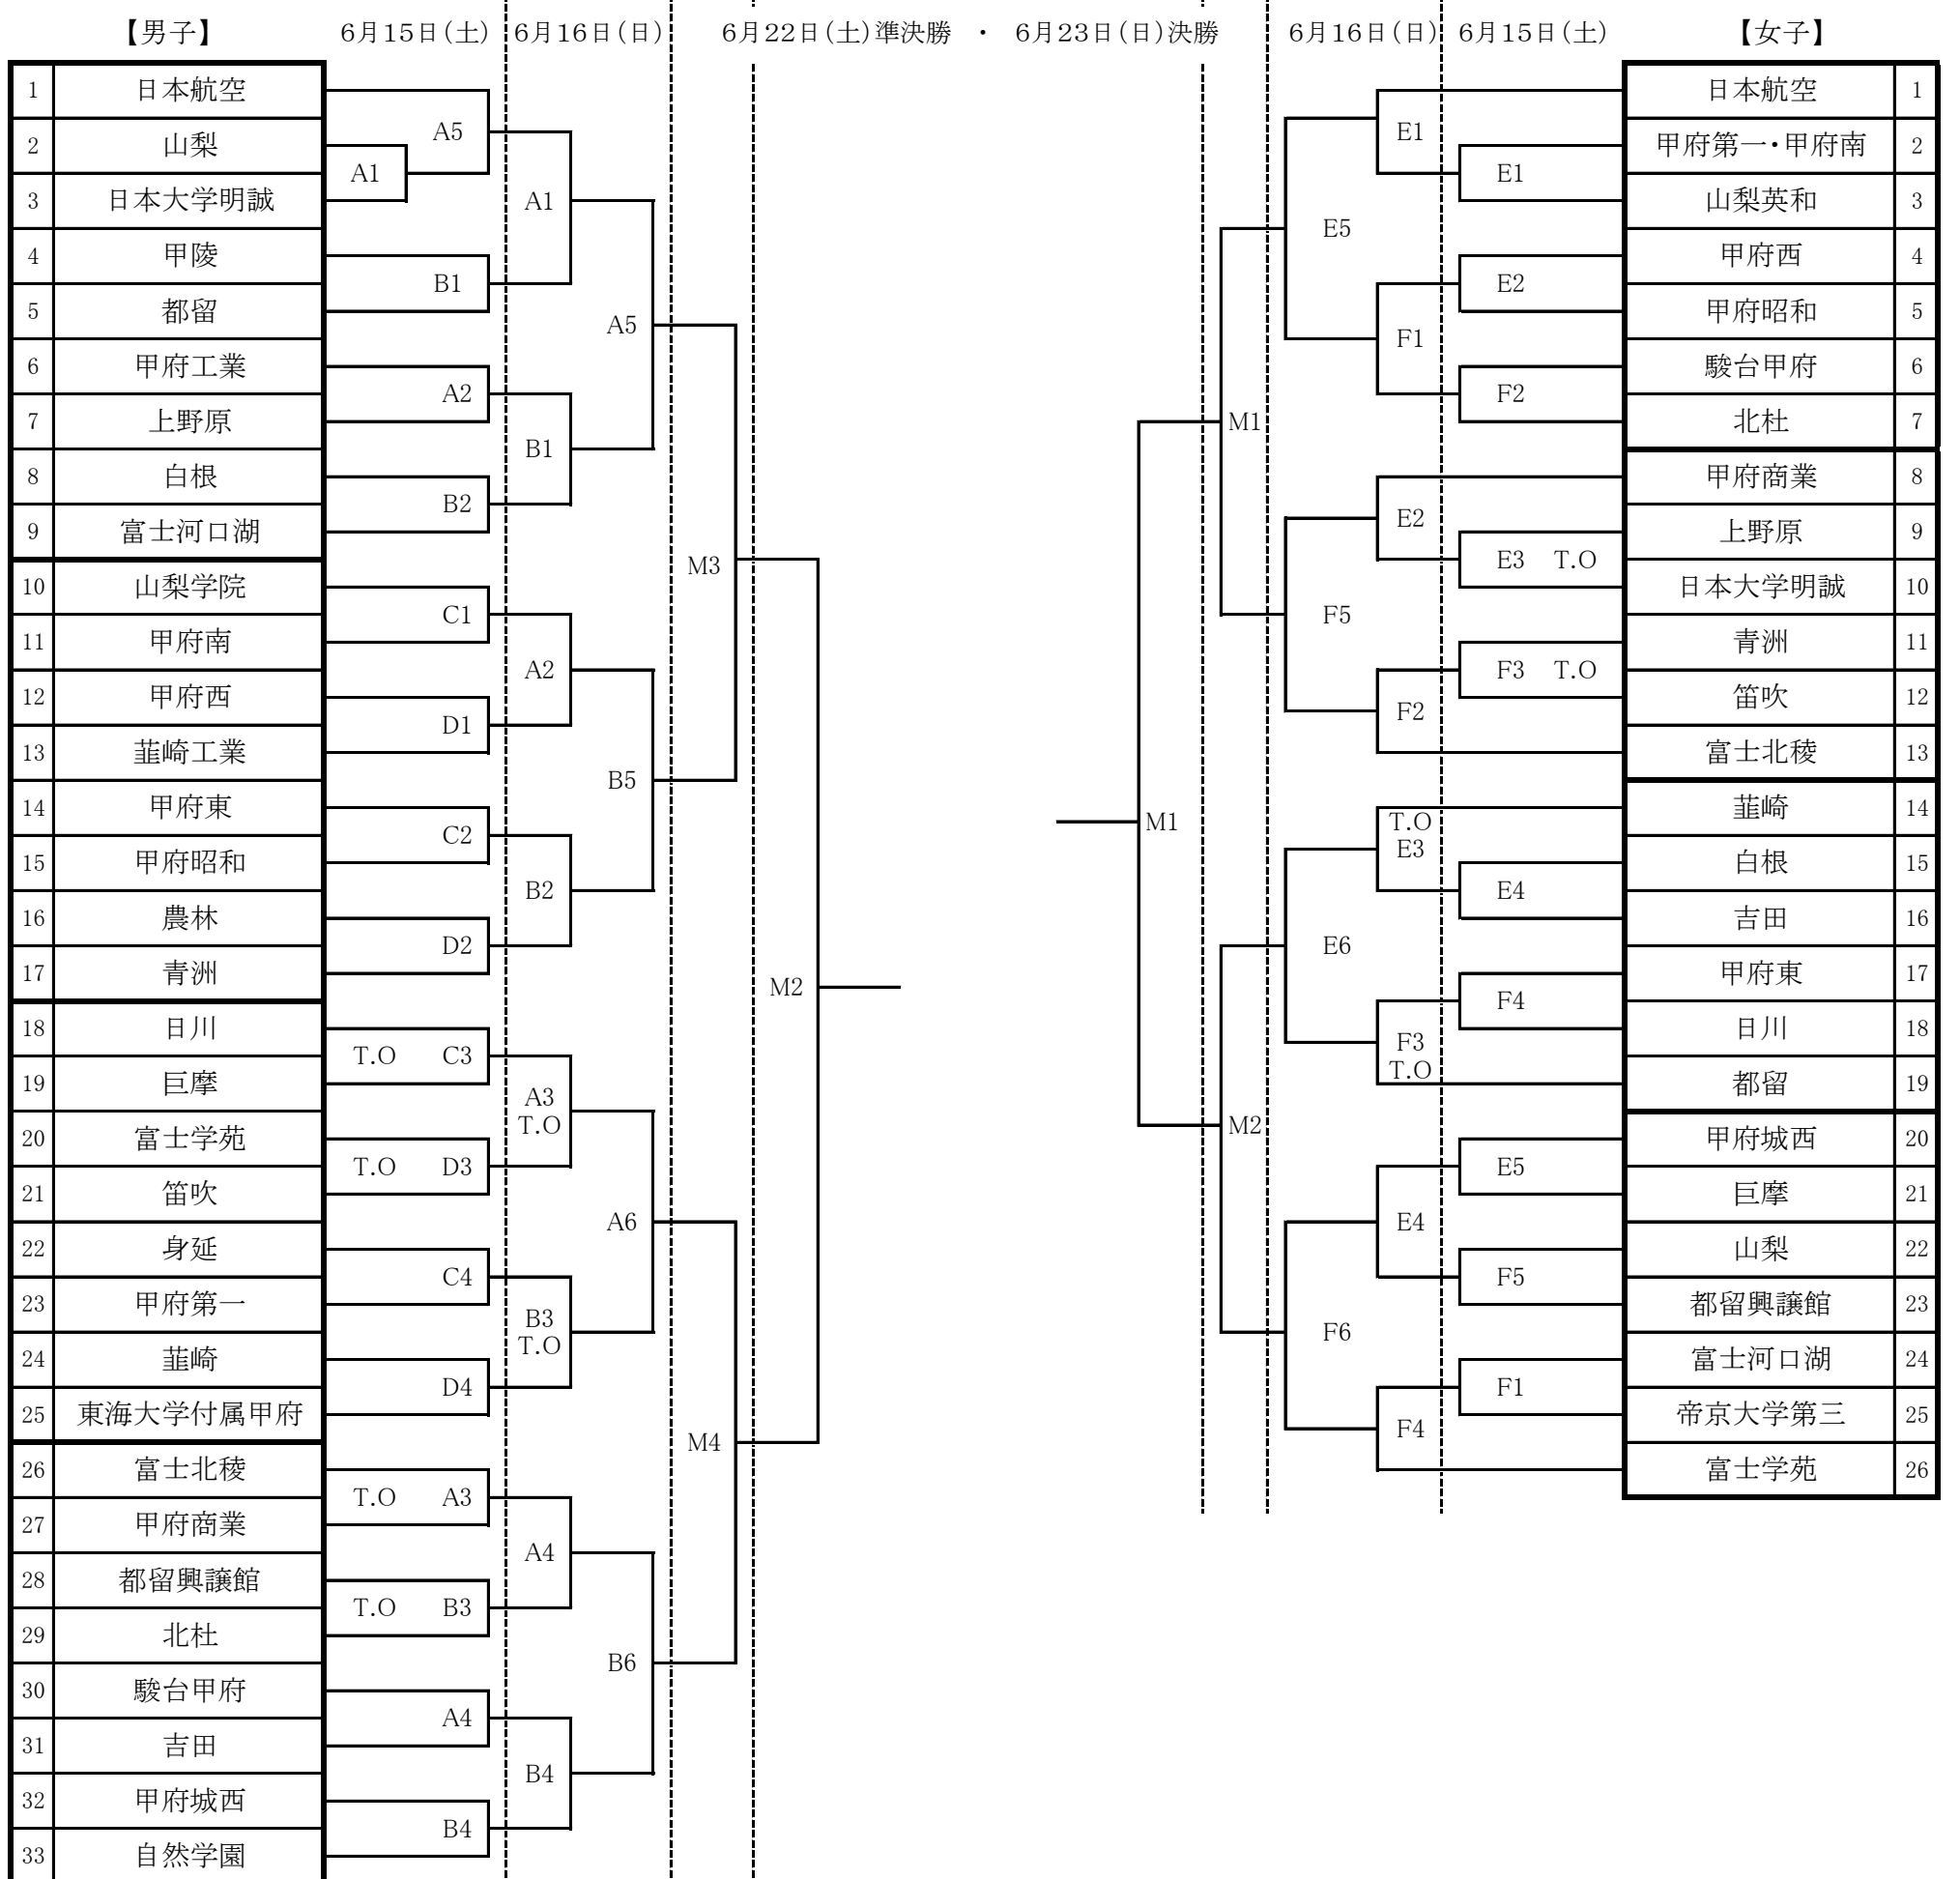 【男子】 6月15日(土) 6月16日(日) 6月22日(土)準決勝 ・ 6月23日(日)決勝 6月16日(日) 6月15日(土) 【女子】
1 日本航空
2 山梨
3 日本大学明誠
4 甲陵
5 都留
6 甲府工業
7 上野原
8 白根
9 富士河口湖
10 山梨学院
11 甲府南
12 甲府西
13 韮崎工業
14 甲府東
15 甲府昭和
16 農林
17 青洲
18 日川
19 巨摩
20 富士学苑
21 笛吹
22 身延
23 甲府第一
24 韮崎
25 東海大学付属甲府
26 富士北稜
27 甲府商業
28 都留興譲館
29 北杜
30 駿台甲府
31 吉田
32 甲府城西
33 自然学園
A5
A1
B1
A2
B2
C1
D1
C2
D2
T.O C3
T.O D3
C4
D4
T.O A3
T.O B3
A4
B4
A1
B1
A2
B2
A3
T.O
B3
T.O
A4
B4
A5
B5
A6
B6
M3
M4
M2
M1
M1
M2
E5
F5
E6
F6
E1
F1
E2
F2
T.O
E3
F3
T.O
E4
F4
E1
E2
F2
E3 T.O
F3 T.O
E4
F4
E5
F5
F1
日本航空 1
甲府第一・甲府南 2
山梨英和 3
甲府西 4
甲府昭和 5
駿台甲府 6
北杜 7
甲府商業 8
上野原 9
日本大学明誠 10
青洲 11
笛吹 12
富士北稜 13
韮崎 14
白根 15
吉田 16
甲府東 17
日川 18
都留 19
甲府城西 20
巨摩 21
山梨 22
都留興譲館 23
富士河口湖 24
帝京大学第三 25
富士学苑 26